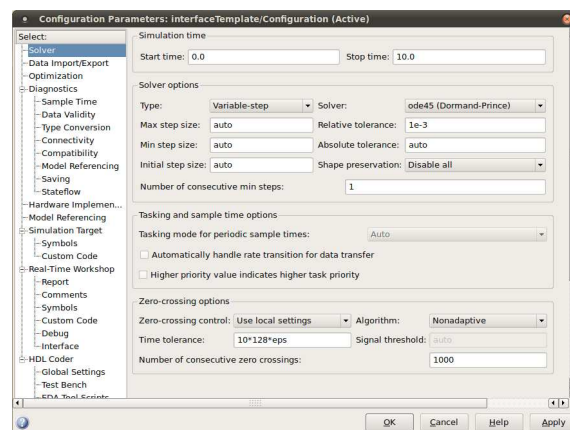 Configuration Parameters: interfaceTemplate/Configuration (Active)
Select:
Solver
Data Import/Export
Optimization
Diagnostics
Sample Time
Data Validity
Type Conversion
Connectivity
Compatibility
Model Referencing
Saving
Stateflow
Hardware Implemen...
Model Referencing
Simulation Target
Symbols
Custom Code
Real-Time Workshop
Report
Comments
Symbols
Custom Code
Debug
Interface
HDL Coder
Global Settings
Test Bench
EDA Tool Scripts
Simulation time
Start time: 0.0 Stop time: 10.0
Solver options
Type: Variable-step Solver: ode45 (Dormand-Prince)
Max step size: auto Relative tolerance: 1e-3
Min step size: auto Absolute tolerance: auto
Initial step size: auto Shape preservation: Disable all
Number of consecutive min steps: 1
Tasking and sample time options
Tasking mode for periodic sample times: Auto
Automatically handle rate transition for data transfer
Higher priority value indicates higher task priority
Zero-crossing options
Zero-crossing control: Use local settings Algorithm: Nonadaptive
Time tolerance: 10*128*eps Signal threshold: auto
Number of consecutive zero crossings: 1000
OK Cancel Help Apply